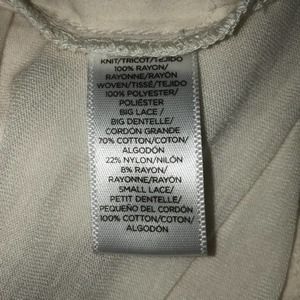 KNIT/TRICOT/TEJIDO
100% RAYON/
RAYONNE/RAYON
WOVEN/TISSÉ/TEJIDO
100% POLYESTER/
POLIÉSTER
BIG LACE /
BIG DENTELLE/
CORDÓN GRANDE
70% COTTON/COTON/
ALGODÓN
22% NYLON/NILÓN
8% RAYON/
RAYONNE/RAYON
SMALL LACE/
PETIT DENTELLE/
PEQUEÑO DEL CORDÓN
100% COTTON/COTON/
ALGODÓN